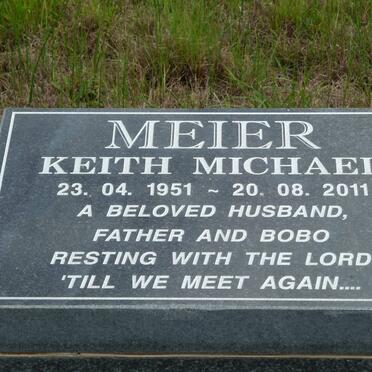 MEIER
KEITH MICHAEL
23. 04. 1951 ~ 20. 08. 2011
A BELOVED HUSBAND,
FATHER AND BOBO
RESTING WITH THE LORD
'TILL WE MEET AGAIN....